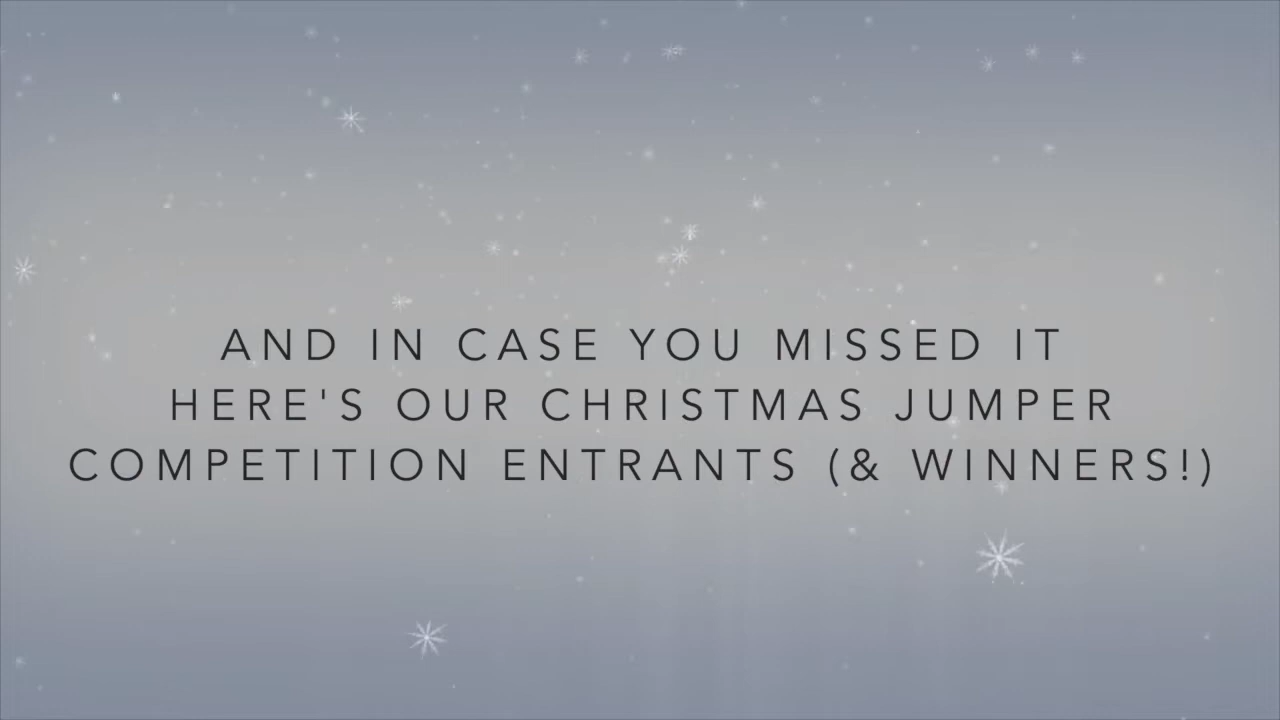 AND IN CASE YOU MISSED IT
HERE'S OUR CHRISTMAS JUMPER
COMPETITION ENTRANTS (& WINNERS!)